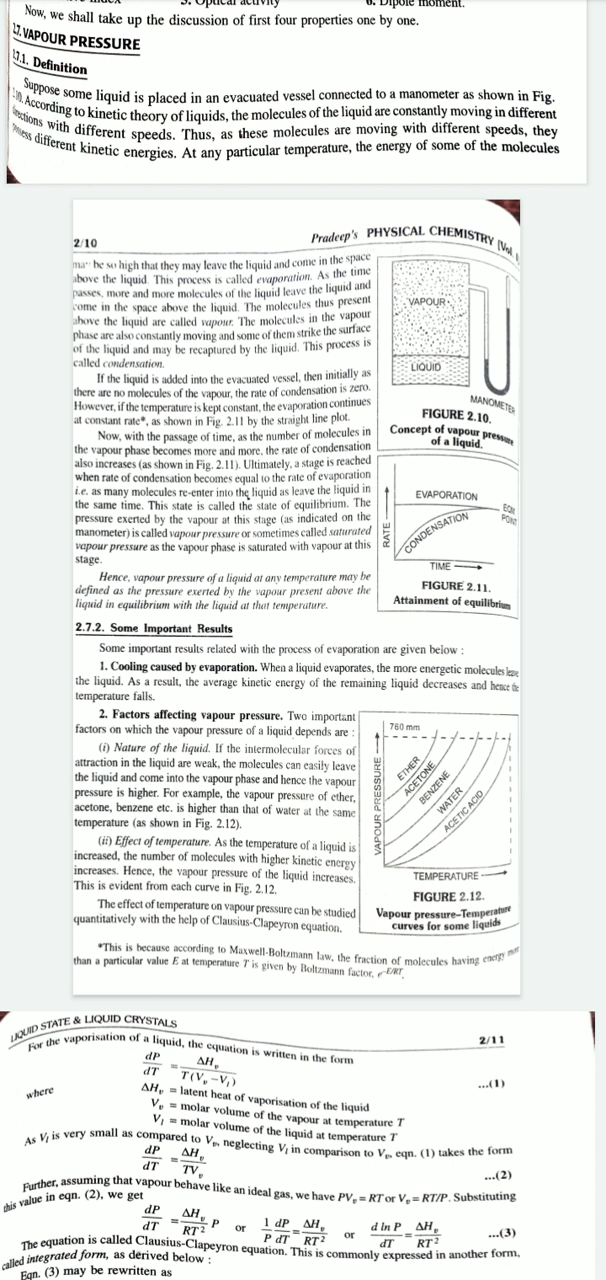 5. Optical activity
6. Dipole moment.
Now, we shall take up the discussion of first four properties one by one.
2.7. VAPOUR PRESSURE
2.7.1. Definition
Suppose some liquid is placed in an evacuated vessel connected to a manometer as shown in Fig.
2.10. According to kinetic theory of liquids, the molecules of the liquid are constantly moving in different
directions with different speeds. Thus, as these molecules are moving with different speeds, they
possess different kinetic energies. At any particular temperature, the energy of some of the molecules
2/10
Pradeep's PHYSICAL CHEMISTRY (Vol. I
may be so high that they may leave the liquid and come in the space
above the liquid. This process is called evaporation. As the time
passes, more and more molecules of the liquid leave the liquid and
come in the space above the liquid. The molecules thus present
above the liquid are called vapour. The molecules in the vapour
phase are also constantly moving and some of them strike the surface
of the liquid and may be recaptured by the liquid. This process is
called condensation.
If the liquid is added into the evacuated vessel, then initially as
there are no molecules of the vapour, the rate of condensation is zero.
However, if the temperature is kept constant, the evaporation continues
at constant rate*, as shown in Fig. 2.11 by the straight line plot.
Now, with the passage of time, as the number of molecules in
the vapour phase becomes more and more, the rate of condensation
also increases (as shown in Fig. 2.11). Ultimately, a stage is reached
when rate of condensation becomes equal to the rate of evaporation
i.e. as many molecules re-enter into the liquid as leave the liquid in
the same time. This state is called the state of equilibrium. The
pressure exerted by the vapour at this stage (as indicated on the
manometer) is called vapour pressure or sometimes called saturated
vapour pressure as the vapour phase is saturated with vapour at this
stage.
Hence, vapour pressure of a liquid at any temperature may be
defined as the pressure exerted by the vapour present above the
liquid in equilibrium with the liquid at that temperature.
VAPOUR
LIQUID
MANOMETER
FIGURE 2.10.
Concept of vapour pressure
of a liquid.
EVAPORATION
EQM
POINT
CONDENSATION
RATE
TIME
FIGURE 2.11.
Attainment of equilibrium
2.7.2. Some Important Results
Some important results related with the process of evaporation are given below :
1. Cooling caused by evaporation. When a liquid evaporates, the more energetic molecules leave
the liquid. As a result, the average kinetic energy of the remaining liquid decreases and hence the
temperature falls.
2. Factors affecting vapour pressure. Two important
factors on which the vapour pressure of a liquid depends are :
(i) Nature of the liquid. If the intermolecular forces of
attraction in the liquid are weak, the molecules can easily leave
the liquid and come into the vapour phase and hence the vapour
pressure is higher. For example, the vapour pressure of ether,
acetone, benzene etc. is higher than that of water at the same
temperature (as shown in Fig. 2.12).
(ii) Effect of temperature. As the temperature of a liquid is
increased, the number of molecules with higher kinetic energy
increases. Hence, the vapour pressure of the liquid increases.
This is evident from each curve in Fig. 2.12.
The effect of temperature on vapour pressure can be studied
quantitatively with the help of Clausius-Clapeyron equation.
760 mm
ETHER
ACETONE
BENZENE
WATER
ACETIC ACID
VAPOUR PRESSURE
TEMPERATURE
FIGURE 2.12.
Vapour pressure–Temperature
curves for some liquids
*This is because according to Maxwell-Boltzmann law, the fraction of molecules having energy more
than a particular value E at temperature T is given by Boltzmann factor, e^–E/RT.
LIQUID STATE & LIQUID CRYSTALS
2/11
For the vaporisation of a liquid, the equation is written in the form
dP/dT = ΔHv / T(Vv – Vl) ...(1)
where ΔHv = latent heat of vaporisation of the liquid
Vv = molar volume of the vapour at temperature T
Vl = molar volume of the liquid at temperature T
As Vl is very small as compared to Vv, neglecting Vl in comparison to Vv, eqn. (1) takes the form
dP/dT = ΔHv / TVv ...(2)
Further, assuming that vapour behave like an ideal gas, we have PVv = RT or Vv = RT/P. Substituting
this value in eqn. (2), we get
dP/dT = ΔHv/RT² P or 1/P dP/dT = ΔHv/RT² or d ln P/dT = ΔHv/RT² ...(3)
The equation is called Clausius-Clapeyron equation. This is commonly expressed in another form,
called integrated form, as derived below :
Eqn. (3) may be rewritten as